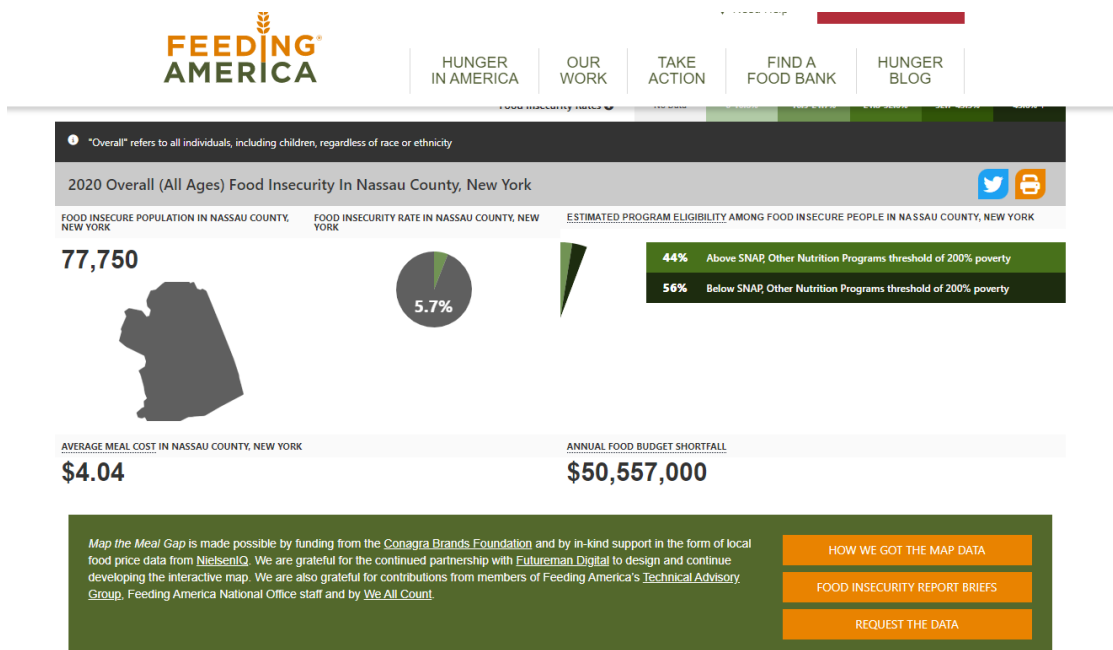 FEEDING
AMERICA
HUNGER
IN AMERICA
OUR
WORK
TAKE
ACTION
FIND A
FOOD BANK
HUNGER
BLOG
Food Insecurity Rates
"Overall" refers to all individuals, including children, regardless of race or ethnicity
2020 Overall (All Ages) Food Insecurity In Nassau County, New York
FOOD INSECURE POPULATION IN NASSAU COUNTY,
NEW YORK
77,750
FOOD INSECURITY RATE IN NASSAU COUNTY, NEW
YORK
5.7%
ESTIMATED PROGRAM ELIGIBILITY AMONG FOOD INSECURE PEOPLE IN NASSAU COUNTY, NEW YORK
44% Above SNAP, Other Nutrition Programs threshold of 200% poverty
56% Below SNAP, Other Nutrition Programs threshold of 200% poverty
AVERAGE MEAL COST IN NASSAU COUNTY, NEW YORK
$4.04
ANNUAL FOOD BUDGET SHORTFALL
$50,557,000
Map the Meal Gap is made possible by funding from the Conagra Brands Foundation and by in-kind support in the form of local
food price data from NielsenIQ. We are grateful for the continued partnership with Futureman Digital to design and continue
developing the interactive map. We are also grateful for contributions from members of Feeding America's Technical Advisory
Group, Feeding America National Office staff and by We All Count.
HOW WE GOT THE MAP DATA
FOOD INSECURITY REPORT BRIEFS
REQUEST THE DATA